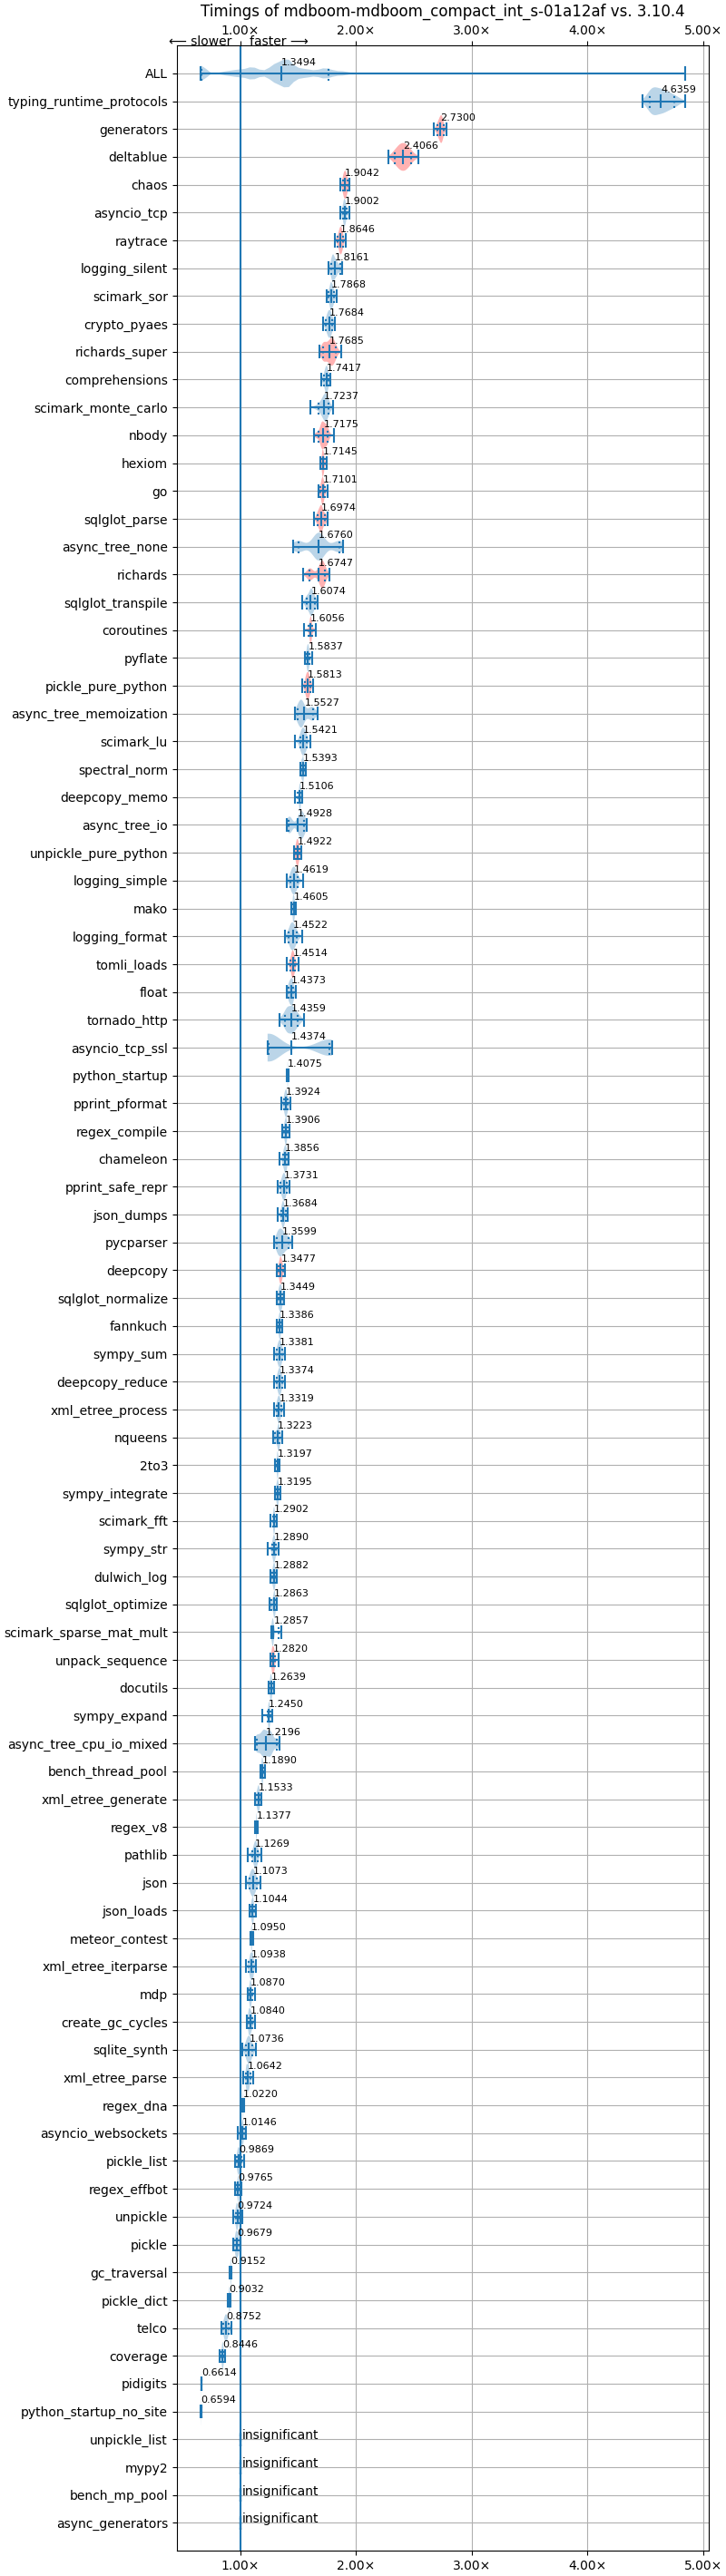 Timings of mdboom-mdboom_compact_int_s-01a12af vs. 3.10.4
1.00× 2.00× 3.00× 4.00× 5.00×
⟵ slower faster ⟶
ALL 1.3494
typing_runtime_protocols 4.6359
generators 2.7300
deltablue 2.4066
chaos 1.9042
asyncio_tcp 1.9002
raytrace 1.8646
logging_silent 1.8161
scimark_sor 1.7868
crypto_pyaes 1.7684
richards_super 1.7685
comprehensions 1.7417
scimark_monte_carlo 1.7237
nbody 1.7175
hexiom 1.7145
go 1.7101
sqlglot_parse 1.6974
async_tree_none 1.6760
richards 1.6747
sqlglot_transpile 1.6074
coroutines 1.6056
pyflate 1.5837
pickle_pure_python 1.5813
async_tree_memoization 1.5527
scimark_lu 1.5421
spectral_norm 1.5393
deepcopy_memo 1.5106
async_tree_io 1.4928
unpickle_pure_python 1.4922
logging_simple 1.4619
mako 1.4605
logging_format 1.4522
tomli_loads 1.4514
float 1.4373
tornado_http 1.4359
asyncio_tcp_ssl 1.4374
python_startup 1.4075
pprint_pformat 1.3924
regex_compile 1.3906
chameleon 1.3856
pprint_safe_repr 1.3731
json_dumps 1.3684
pycparser 1.3599
deepcopy 1.3477
sqlglot_normalize 1.3449
fannkuch 1.3386
sympy_sum 1.3381
deepcopy_reduce 1.3374
xml_etree_process 1.3319
nqueens 1.3223
2to3 1.3197
sympy_integrate 1.3195
scimark_fft 1.2902
sympy_str 1.2890
dulwich_log 1.2882
sqlglot_optimize 1.2863
scimark_sparse_mat_mult 1.2857
unpack_sequence 1.2820
docutils 1.2639
sympy_expand 1.2450
async_tree_cpu_io_mixed 1.2196
bench_thread_pool 1.1890
xml_etree_generate 1.1533
regex_v8 1.1377
pathlib 1.1269
json 1.1073
json_loads 1.1044
meteor_contest 1.0950
xml_etree_iterparse 1.0938
mdp 1.0870
create_gc_cycles 1.0840
sqlite_synth 1.0736
xml_etree_parse 1.0642
regex_dna 1.0220
asyncio_websockets 1.0146
pickle_list 0.9869
regex_effbot 0.9765
unpickle 0.9724
pickle 0.9679
gc_traversal 0.9152
pickle_dict 0.9032
telco 0.8752
coverage 0.8446
pidigits 0.6614
python_startup_no_site 0.6594
unpickle_list insignificant
mypy2 insignificant
bench_mp_pool insignificant
async_generators insignificant
1.00× 2.00× 3.00× 4.00× 5.00×